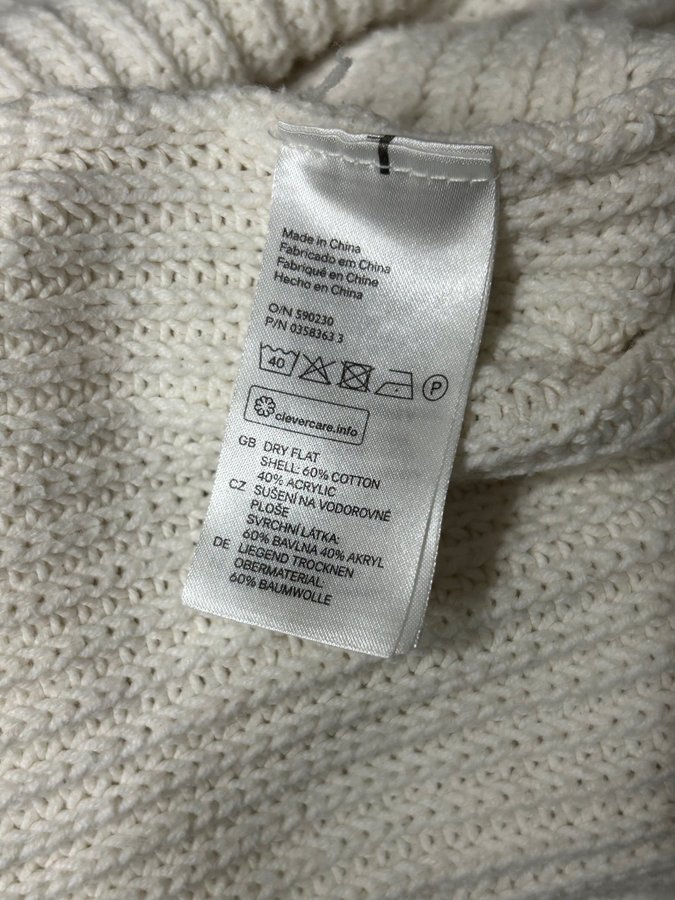 Made in China
Fabricado em China
Fabriqué en Chine
Hecho en China
O/N 590230
P/N 0358363 3
40
P
clevercare.info
GB DRY FLAT
SHELL: 60% COTTON
40% ACRYLIC
CZ SUŠENÍ NA VODOROVNÉ
PLOŠE
SVRCHNÍ LÁTKA:
60% BAVLNA 40% AKRYL
DE LIEGEND TROCKNEN
OBERMATERIAL:
60% BAUMWOLLE